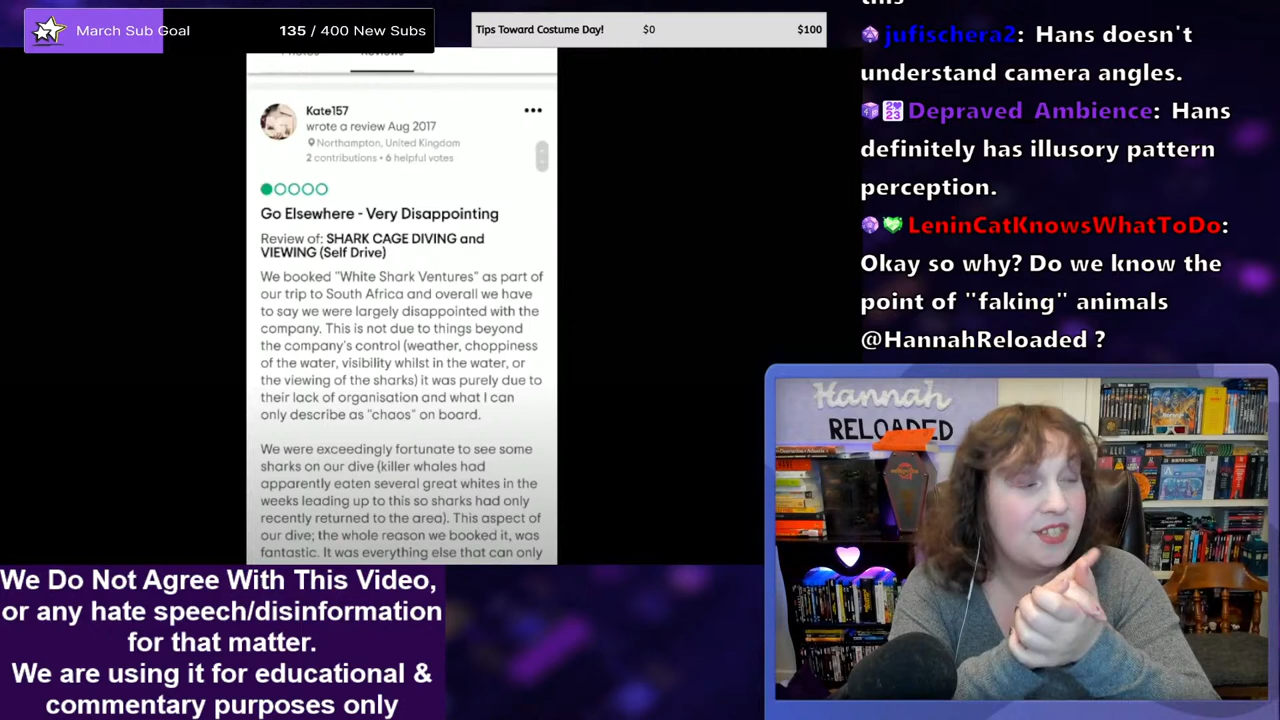 March Sub Goal
135 / 400 New Subs
Tips Toward Costume Day!
$0
$100
Reviews
Kate157
wrote a review Aug 2017
Northampton, United Kingdom
2 contributions • 6 helpful votes
Go Elsewhere - Very Disappointing
Review of: SHARK CAGE DIVING and
VIEWING (Self Drive)
We booked "White Shark Ventures" as part of
our trip to South Africa and overall we have
to say we were largely disappointed with the
company. This is not due to things beyond
the company's control (weather, choppiness
of the water, visibility whilst in the water, or
the viewing of the sharks) it was purely due to
their lack of organisation and what I can
only describe as "chaos" on board.
We were exceedingly fortunate to see some
sharks on our dive (killer whales had
apparently eaten several great whites in the
weeks leading up to this so sharks had only
recently returned to the area). This aspect of
our dive; the whole reason we booked it, was
fantastic. It was everything else that can only
this
jufischera2: Hans doesn't
understand camera angles.
Depraved Ambience: Hans
definitely has illusory pattern
perception.
LeninCatKnowsWhatToDo:
Okay so why? Do we know the
point of "faking" animals
@HannahReloaded ?
Hannah
RELOADED
We Do Not Agree With This Video,
or any hate speech/disinformation
for that matter.
We are using it for educational &
commentary purposes only